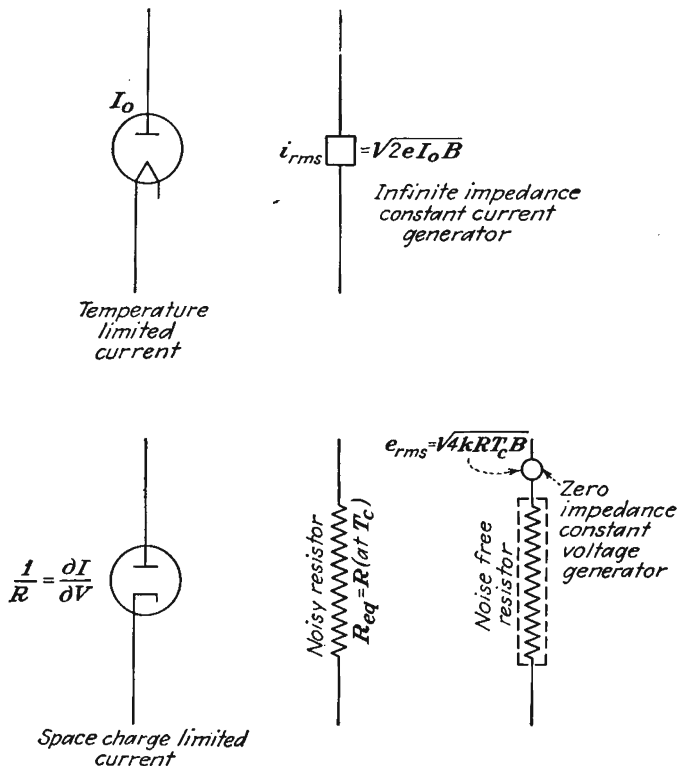 I₀
Temperature
limited
current
i_rms = √2eI₀B
Infinite impedance
constant current
generator
1/R = ∂I/∂V
Space charge limited
current
Noisy resistor
R_eq = R (at T_c)
e_rms = √4kRT_cB
Noise free
resistor
Zero
impedance
constant
voltage
generator